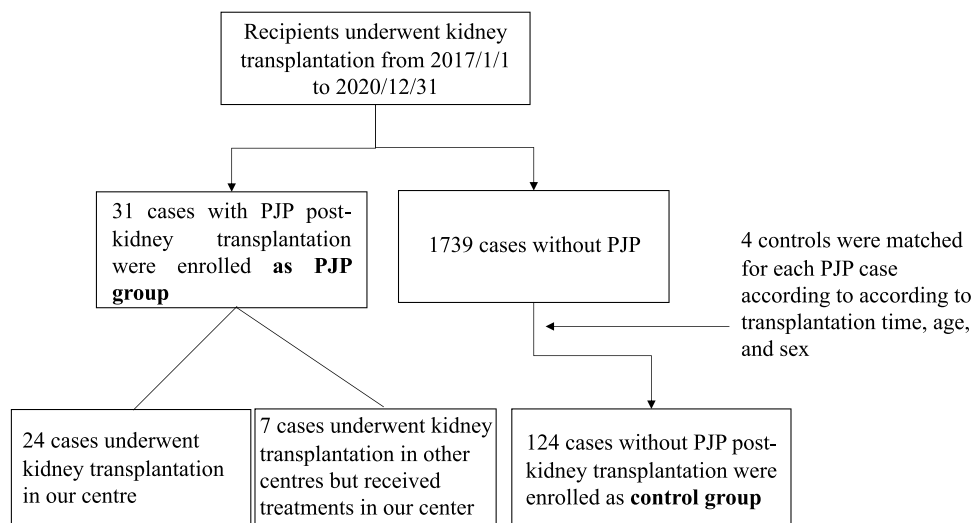 Recipients underwent kidney
transplantation from 2017/1/1
to 2020/12/31
31 cases with PJP post-
kidney transplantation
were enrolled as PJP
group
1739 cases without PJP
4 controls were matched
for each PJP case
according to according to
transplantation time, age,
and sex
24 cases underwent
kidney transplantation
in our centre
7 cases underwent kidney
transplantation in other
centres but received
treatments in our center
124 cases without PJP post-
kidney transplantation were
enrolled as control group